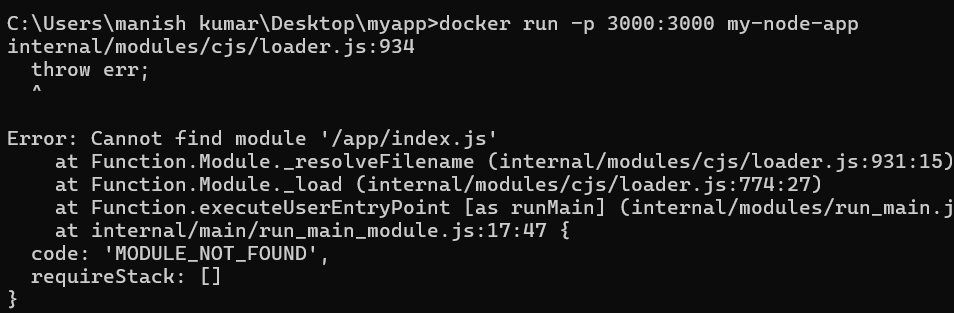 C:\Users\manish kumar\Desktop\myapp>docker run -p 3000:3000 my-node-app
internal/modules/cjs/loader.js:934
  throw err;
  ^

Error: Cannot find module '/app/index.js'
    at Function.Module._resolveFilename (internal/modules/cjs/loader.js:931:15)
    at Function.Module._load (internal/modules/cjs/loader.js:774:27)
    at Function.executeUserEntryPoint [as runMain] (internal/modules/run_main.j
    at internal/main/run_main_module.js:17:47 {
  code: 'MODULE_NOT_FOUND',
  requireStack: []
}